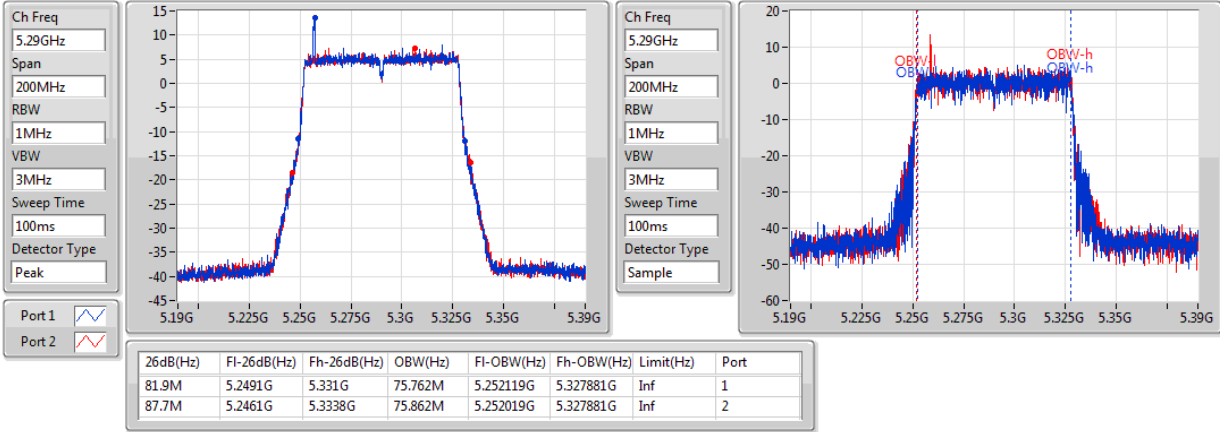 Ch Freq
5.29GHz
Span
200MHz
RBW
1MHz
VBW
3MHz
Sweep Time
100ms
Detector Type
Peak
Port 1
Port 2
15
10
5
0
-5
-10
-15
-20
-25
-30
-35
-40
-45
5.19G 5.225G 5.25G 5.275G 5.3G 5.325G 5.39G
Ch Freq
5.29GHz
Span
200MHz
RBW
1MHz
VBW
3MHz
Sweep Time
100ms
Detector Type
Sample
20
10
0
-10
-20
-30
-40
-50
-60
OBW-h
OBW-h
5.19G 5.225G 5.25G 5.275G 5.3G 5.325G 5.39G
26dB(Hz) Fl-26dB(Hz) Fh-26dB(Hz) OBW(Hz) Fl-OBW(Hz) Fh-OBW(Hz) Limit(Hz) Port
81.9M 5.2491G 5.331G 75.762M 5.252119G 5.327881G Inf 1
87.7M 5.2461G 5.3338G 75.862M 5.252019G 5.327881G Inf 2